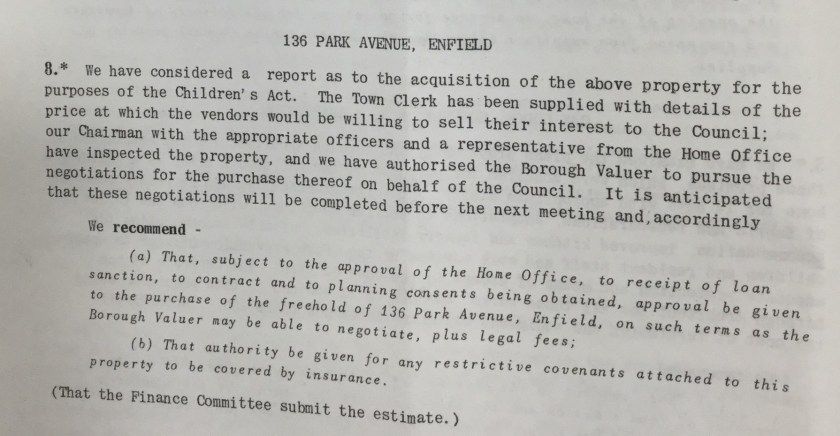 136 PARK AVENUE, ENFIELD
8.* We have considered a report as to the acquisition of the above property for the
purposes of the Children's Act. The Town Clerk has been supplied with details of the
price at which the vendors would be willing to sell their interest to the Council;
our Chairman with the appropriate officers and a representative from the Home Office
have inspected the property, and we have authorised the Borough Valuer to pursue the
negotiations for the purchase thereof on behalf of the Council. It is anticipated
that these negotiations will be completed before the next meeting and, accordingly
We recommend -
(a) That, subject to the approval of the Home Office, to receipt of loan
sanction, to contract and to planning consents being obtained, approval be given
to the purchase of the freehold of 136 Park Avenue, Enfield, on such terms as the
Borough Valuer may be able to negotiate, plus legal fees;
(b) That authority be given for any restrictive covenants attached to this
property to be covered by insurance.
(That the Finance Committee submit the estimate.)